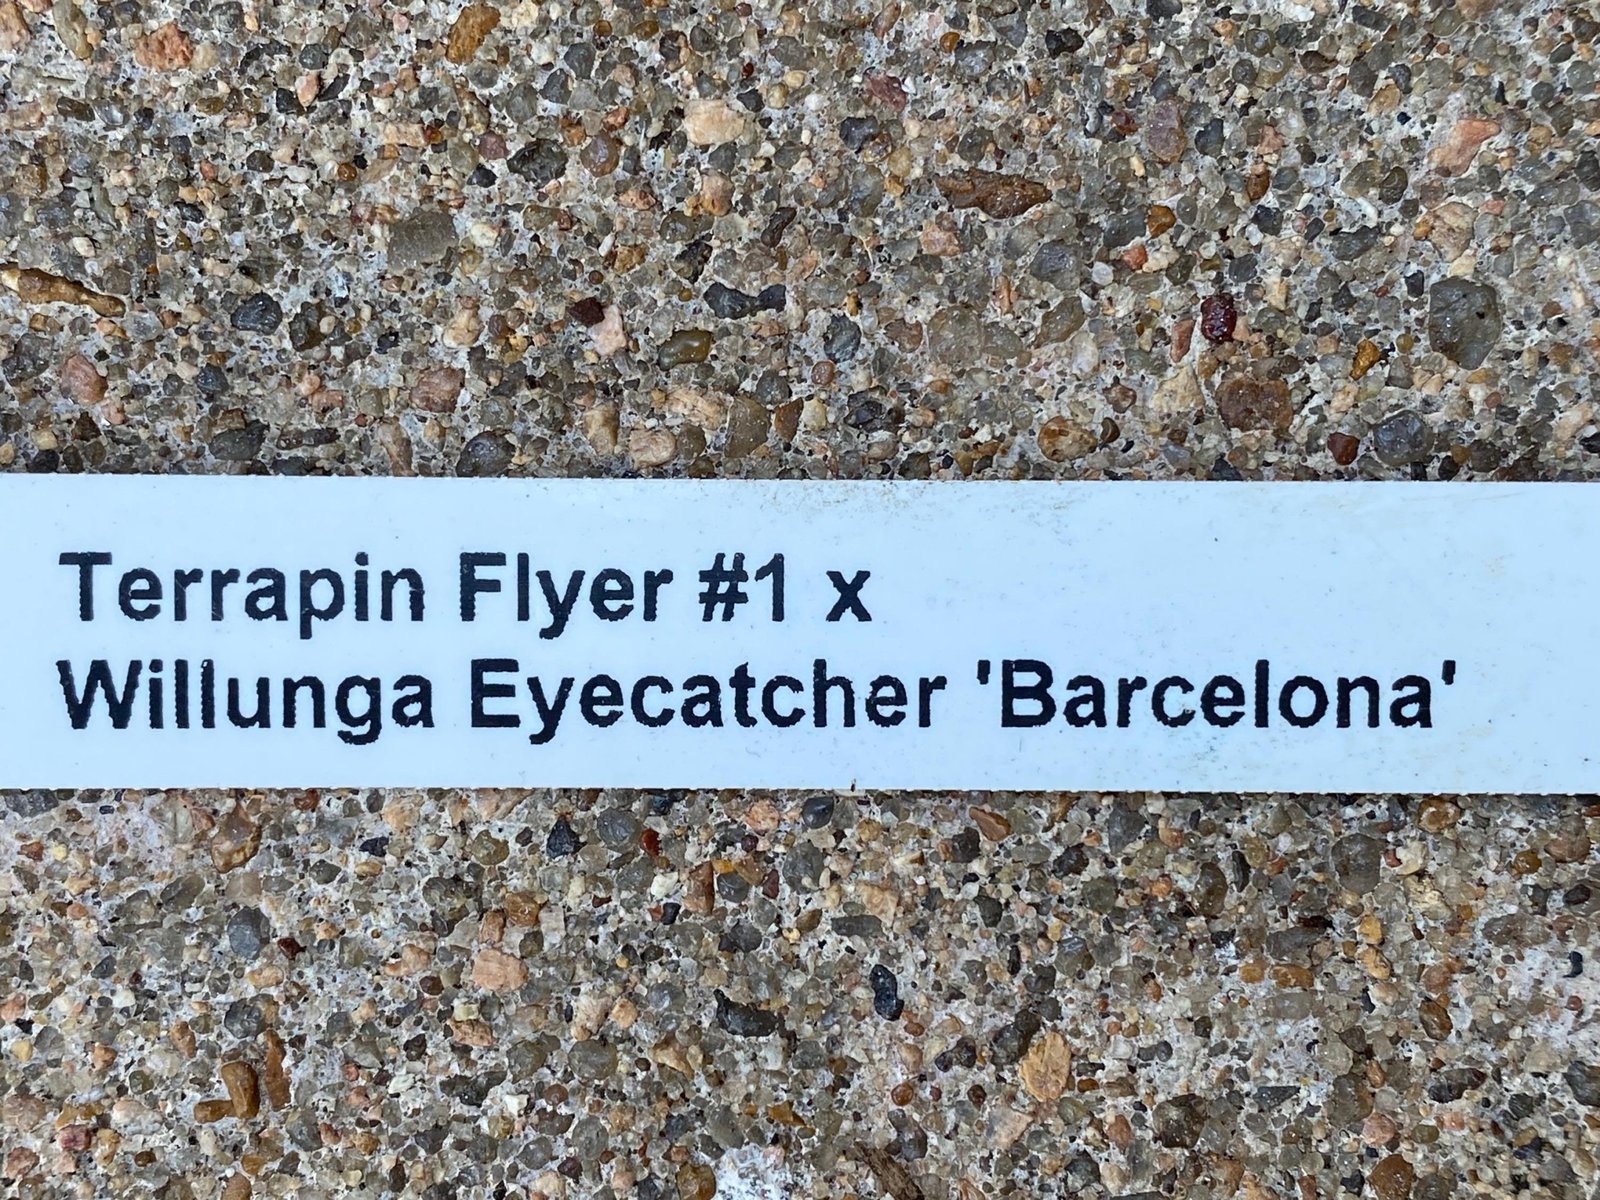 Terrapin Flyer #1 x
Willunga Eyecatcher 'Barcelona'